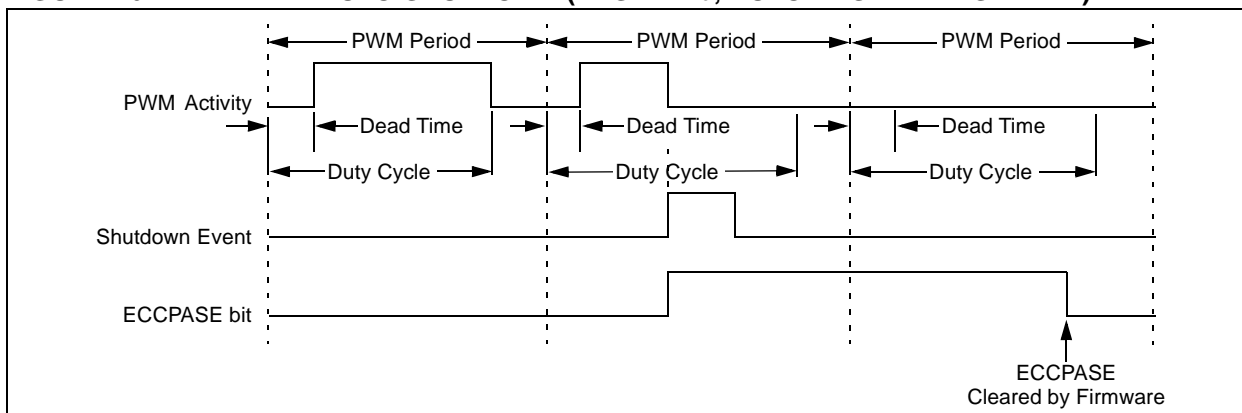 PWM Period PWM Period PWM Period
PWM Activity
Dead Time Dead Time Dead Time
Duty Cycle Duty Cycle Duty Cycle
Shutdown Event
ECCPASE bit
ECCPASE
Cleared by Firmware